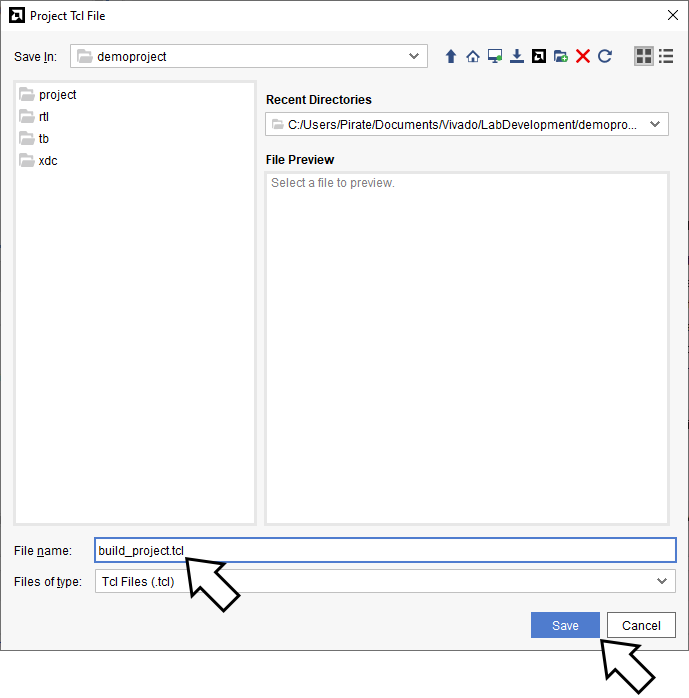 Project Tcl File
Save In: demoproject
project
rtl
tb
xdc
Recent Directories
C:/Users/Pirate/Documents/Vivado/LabDevelopment/demopro...
File Preview
Select a file to preview.
File name: build_project.tcl
Files of type: Tcl Files (.tcl)
Save Cancel